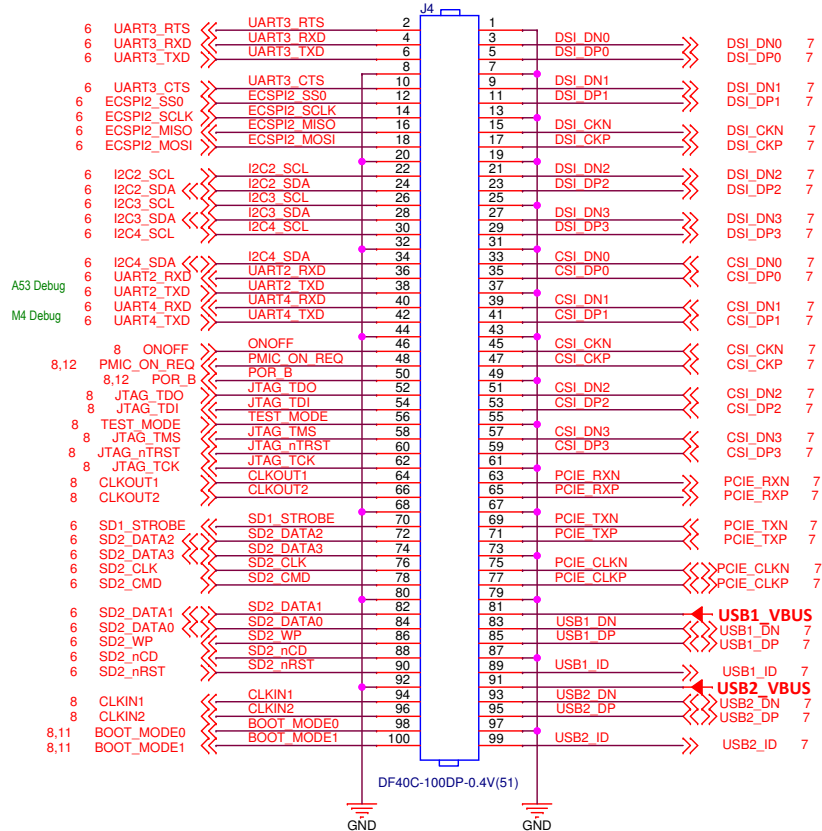 J4
6 UART3_RTS UART3_RTS 2 1
6 UART3_RXD UART3_RXD 4 3 DSI_DN0 DSI_DN0 7
6 UART3_TXD UART3_TXD 6 5 DSI_DP0 DSI_DP0 7
8 7
6 UART3_CTS UART3_CTS 10 9 DSI_DN1 DSI_DN1 7
6 ECSPI2_SS0 ECSPI2_SS0 12 11 DSI_DP1 DSI_DP1 7
6 ECSPI2_SCLK ECSPI2_SCLK 14 13
6 ECSPI2_MISO ECSPI2_MISO 16 15 DSI_CKN DSI_CKN 7
6 ECSPI2_MOSI ECSPI2_MOSI 18 17 DSI_CKP DSI_CKP 7
20 19
6 I2C2_SCL I2C2_SCL 22 21 DSI_DN2 DSI_DN2 7
6 I2C2_SDA I2C2_SDA 24 23 DSI_DP2 DSI_DP2 7
6 I2C3_SCL I2C3_SCL 26 25
6 I2C3_SDA I2C3_SDA 28 27 DSI_DN3 DSI_DN3 7
6 I2C4_SCL I2C4_SCL 30 29 DSI_DP3 DSI_DP3 7
32 31
6 I2C4_SDA I2C4_SDA 34 33 CSI_DN0 CSI_DN0 7
6 UART2_RXD UART2_RXD 36 35 CSI_DP0 CSI_DP0 7
A53 Debug 6 UART2_TXD UART2_TXD 38 37
6 UART4_RXD UART4_RXD 40 39 CSI_DN1 CSI_DN1 7
M4 Debug 6 UART4_TXD UART4_TXD 42 41 CSI_DP1 CSI_DP1 7
44 43
8 ONOFF ONOFF 46 45 CSI_CKN CSI_CKN 7
8,12 PMIC_ON_REQ PMIC_ON_REQ 48 47 CSI_CKP CSI_CKP 7
8,12 POR_B POR_B 50 49
8 JTAG_TDO JTAG_TDO 52 51 CSI_DN2 CSI_DN2 7
8 JTAG_TDI JTAG_TDI 54 53 CSI_DP2 CSI_DP2 7
8 TEST_MODE TEST_MODE 56 55
8 JTAG_TMS JTAG_TMS 58 57 CSI_DN3 CSI_DN3 7
8 JTAG_nTRST JTAG_nTRST 60 59 CSI_DP3 CSI_DP3 7
8 JTAG_TCK JTAG_TCK 62 61
8 CLKOUT1 CLKOUT1 64 63 PCIE_RXN PCIE_RXN 7
8 CLKOUT2 CLKOUT2 66 65 PCIE_RXP PCIE_RXP 7
68 67
6 SD1_STROBE SD1_STROBE 70 69 PCIE_TXN PCIE_TXN 7
6 SD2_DATA2 SD2_DATA2 72 71 PCIE_TXP PCIE_TXP 7
6 SD2_DATA3 SD2_DATA3 74 73
6 SD2_CLK SD2_CLK 76 75 PCIE_CLKN PCIE_CLKN 7
6 SD2_CMD SD2_CMD 78 77 PCIE_CLKP PCIE_CLKP 7
80 79
6 SD2_DATA1 SD2_DATA1 82 81 USB1_VBUS
6 SD2_DATA0 SD2_DATA0 84 83 USB1_DN USB1_DN 7
6 SD2_WP SD2_WP 86 85 USB1_DP USB1_DP 7
6 SD2_nCD SD2_nCD 88 87
6 SD2_nRST SD2_nRST 90 89 USB1_ID USB1_ID 7
92 91 USB2_VBUS
8 CLKIN1 CLKIN1 94 93 USB2_DN USB2_DN 7
8 CLKIN2 CLKIN2 96 95 USB2_DP USB2_DP 7
8,11 BOOT_MODE0 BOOT_MODE0 98 97
8,11 BOOT_MODE1 BOOT_MODE1 100 99 USB2_ID USB2_ID 7
DF40C-100DP-0.4V(51)
GND GND